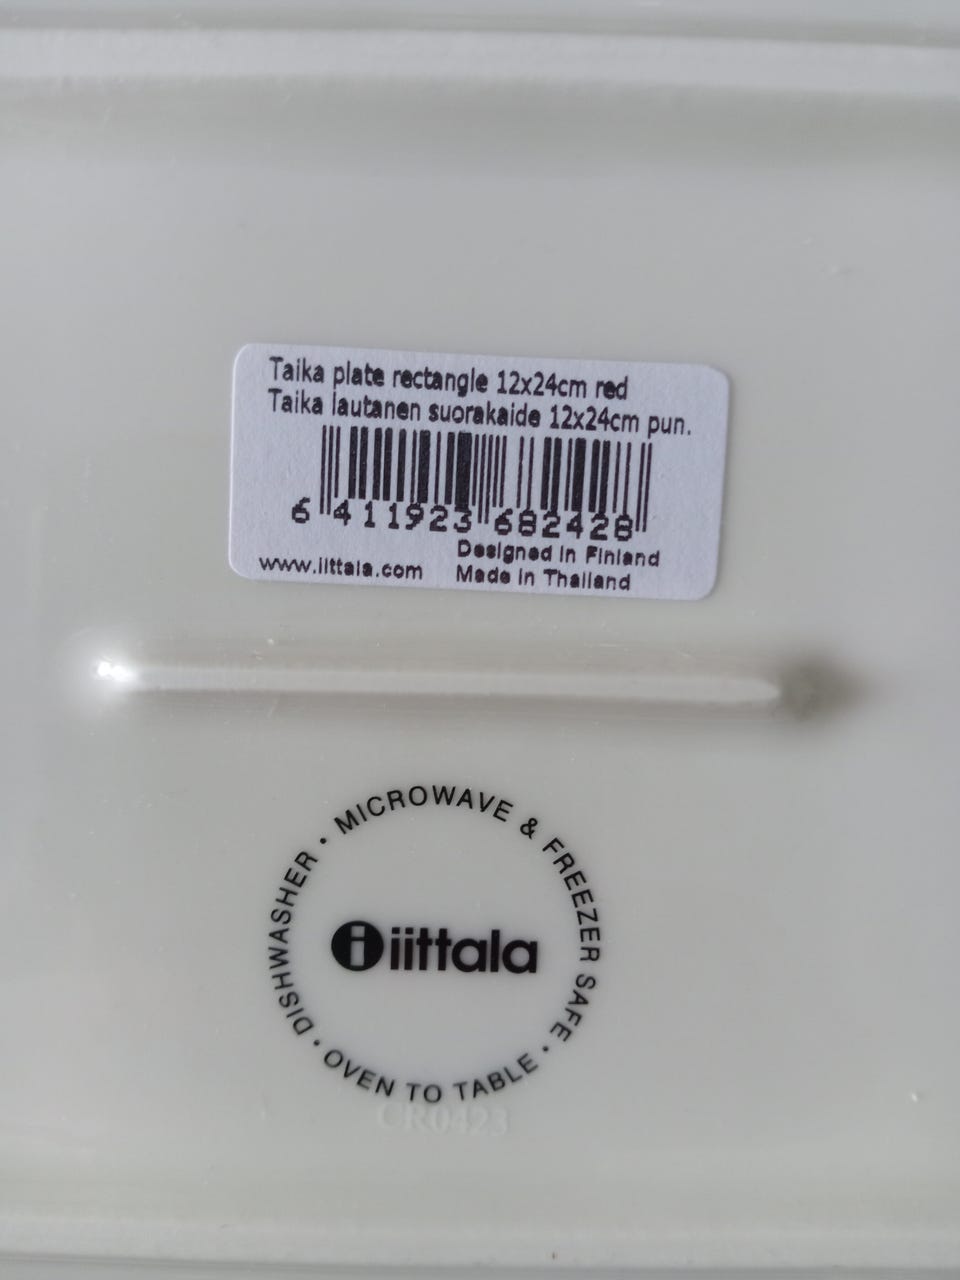 Taika plate rectangle 12x24cm red
Taika lautanen suorakaide 12x24cm pun.
6 411923 682428
Designed in Finland
www.iittala.com Made in Thailand
DISHWASHER • MICROWAVE & FREEZER SAFE • OVEN TO TABLE •
i iittala
CR0423